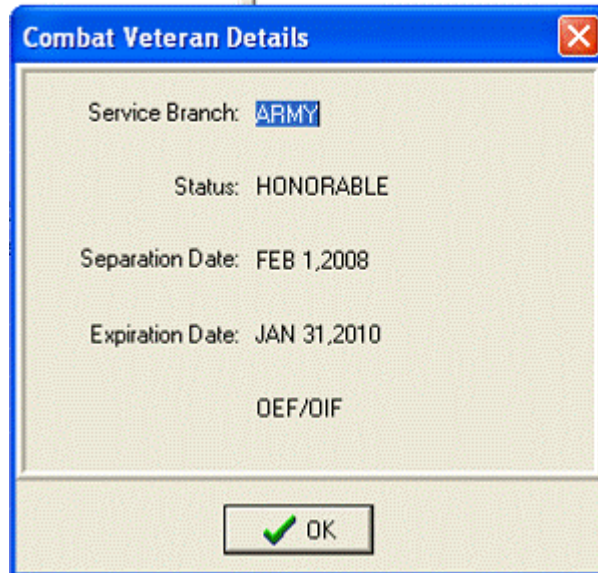 Combat Veteran Details
Service Branch: ARMY
Status: HONORABLE
Separation Date: FEB 1,2008
Expiration Date: JAN 31,2010
OEF/OIF
OK